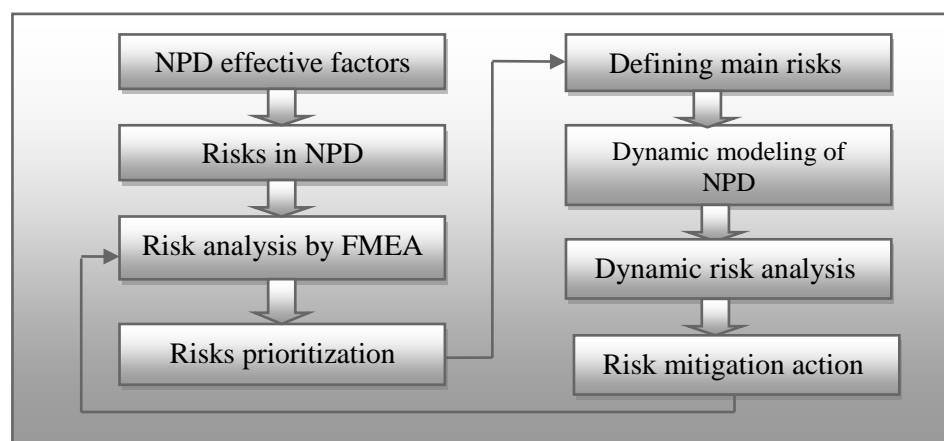 NPD effective factors
Risks in NPD
Risk analysis by FMEA
Risks prioritization
Defining main risks
Dynamic modeling of
NPD
Dynamic risk analysis
Risk mitigation action